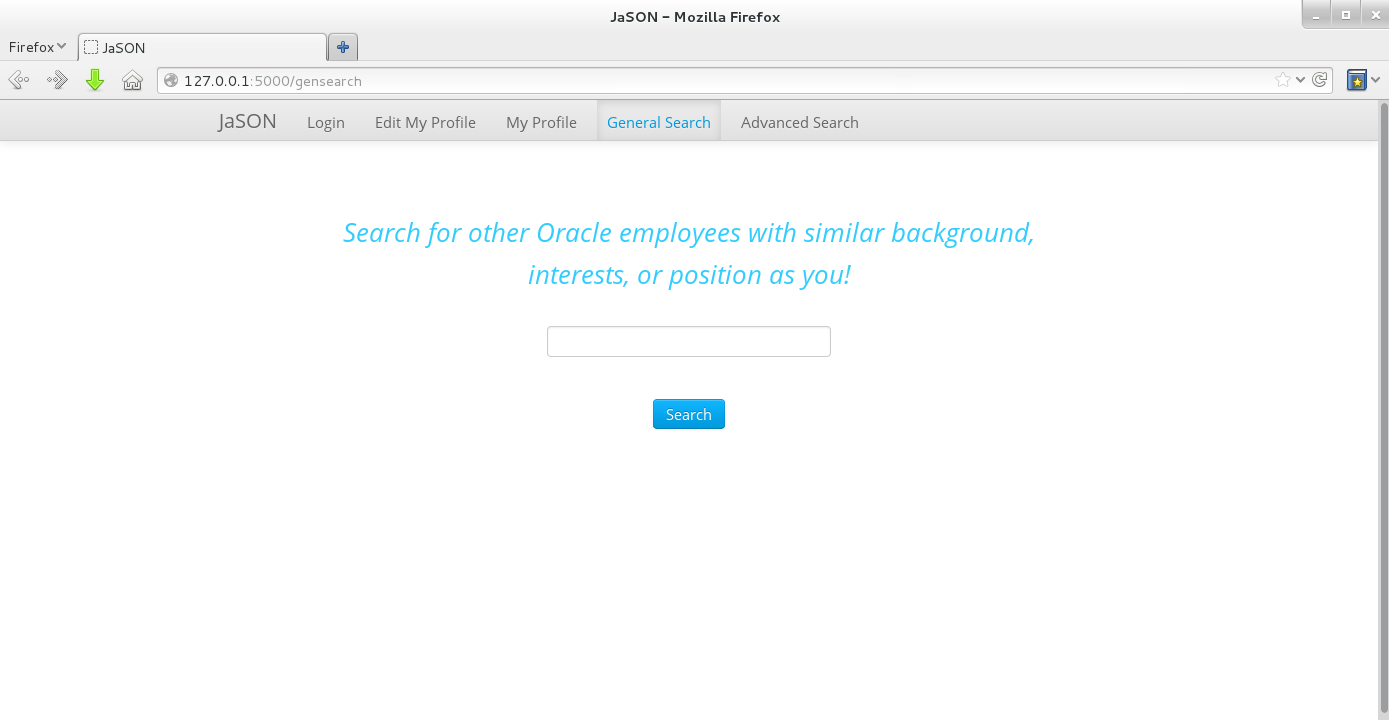 JaSON - Mozilla Firefox
Firefox
JaSON
127.0.0.1:5000/gensearch
JaSON Login Edit My Profile My Profile General Search Advanced Search
Search for other Oracle employees with similar background,
interests, or position as you!
Search